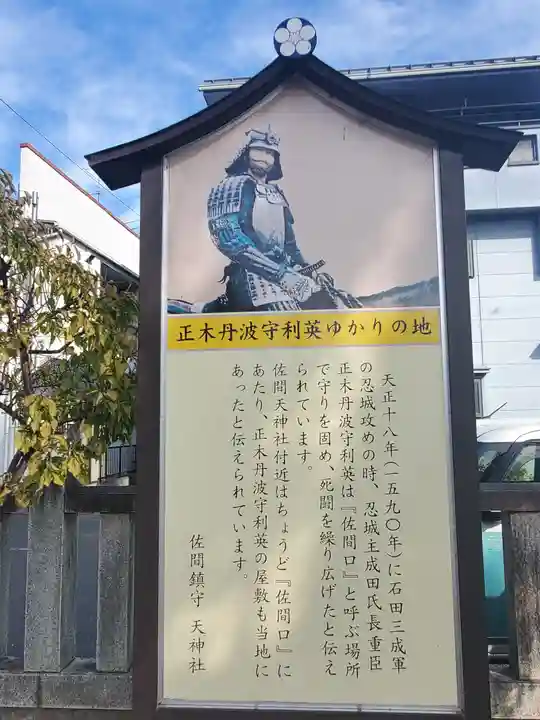 正木丹波守利英ゆかりの地
天正十八年(一五九〇年)に石田三成軍
の忍城攻めの時、忍城主成田氏長重臣
正木丹波守利英は『佐間口』と呼ぶ場所
で守りを固め、死闘を繰り広げたと伝え
られています。
佐間天神社付近はちょうど『佐間口』に
あたり、正木丹波守利英の屋敷も当地に
あったと伝えられています。
佐間鎮守 天神社